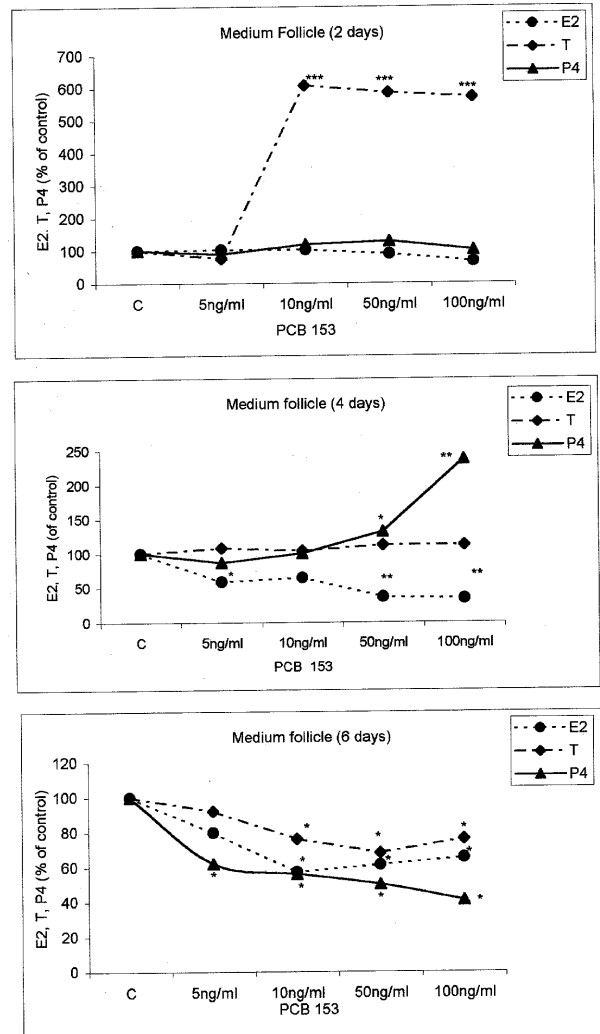 Medium Follicle (2 days)
E2
T
P4
700
600
500
400
300
200
100
0
E2. T, P4 (% of control)
***
***
***
C
5ng/ml
10ng/ml
50ng/ml
100ng/ml
PCB 153
Medium follicle (4 days)
E2
T
P4
250
200
150
100
50
0
E2, T, P4 (of control)
**
*
*
**
**
C
5ng/ml
10ng/ml
50ng/ml
100ng/ml
PCB 153
Medium follicle (6 days)
E2
T
P4
120
100
80
60
40
20
0
E2, T, P4 (% of control)
*
*
*
*
*
*
*
*
*
*
C
5ng/ml
10ng/ml
50ng/ml
100ng/ml
PCB 153